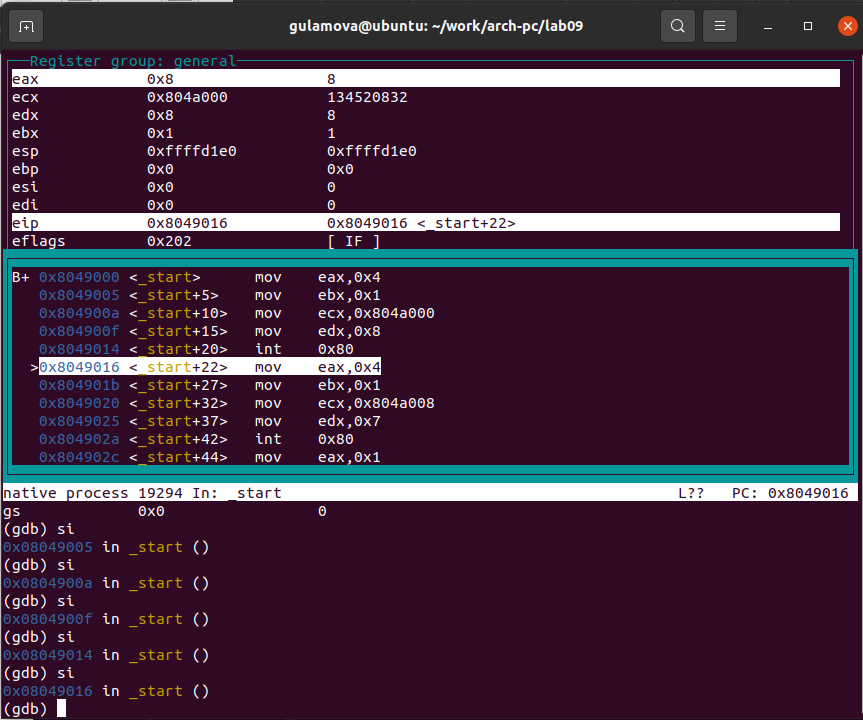 gulamova@ubuntu: ~/work/arch-pc/lab09
Register group: general
eax 0x8 8
ecx 0x804a000 134520832
edx 0x8 8
ebx 0x1 1
esp 0xffffd1e0 0xffffd1e0
ebp 0x0 0x0
esi 0x0 0
edi 0x0 0
eip 0x8049016 0x8049016 <_start+22>
eflags 0x202 [ IF ]
B+ 0x8049000 <_start> mov eax,0x4
0x8049005 <_start+5> mov ebx,0x1
0x804900a <_start+10> mov ecx,0x804a000
0x804900f <_start+15> mov edx,0x8
0x8049014 <_start+20> int 0x80
>0x8049016 <_start+22> mov eax,0x4
0x804901b <_start+27> mov ebx,0x1
0x8049020 <_start+32> mov ecx,0x804a008
0x8049025 <_start+37> mov edx,0x7
0x804902a <_start+42> int 0x80
0x804902c <_start+44> mov eax,0x1
native process 19294 In: _start L?? PC: 0x8049016
gs 0x0 0
(gdb) si
0x08049005 in _start ()
(gdb) si
0x0804900a in _start ()
(gdb) si
0x0804900f in _start ()
(gdb) si
0x08049014 in _start ()
(gdb) si
0x08049016 in _start ()
(gdb)